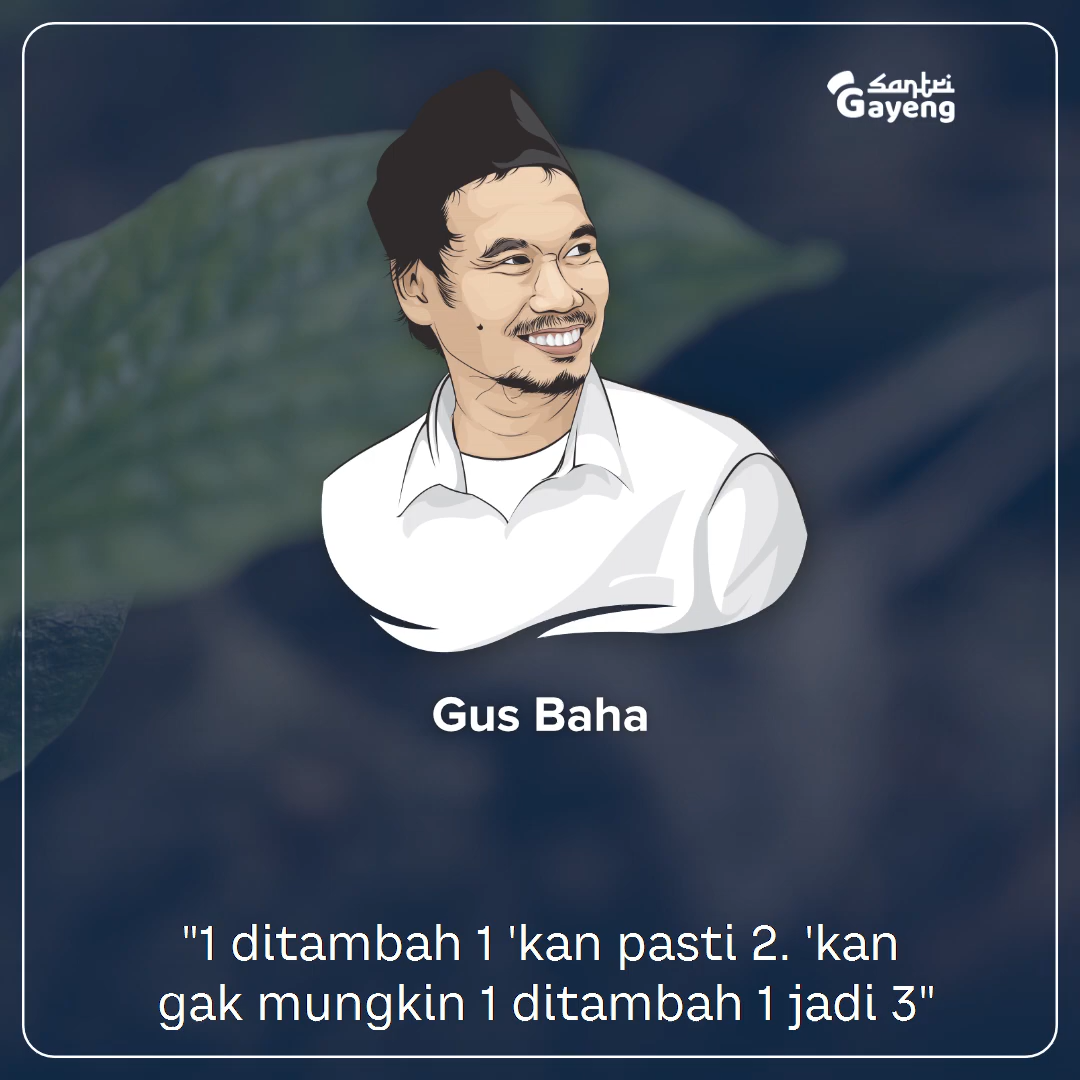 Santri
Gayeng
Gus Baha
"1 ditambah 1 'kan pasti 2. 'kan
gak mungkin 1 ditambah 1 jadi 3"